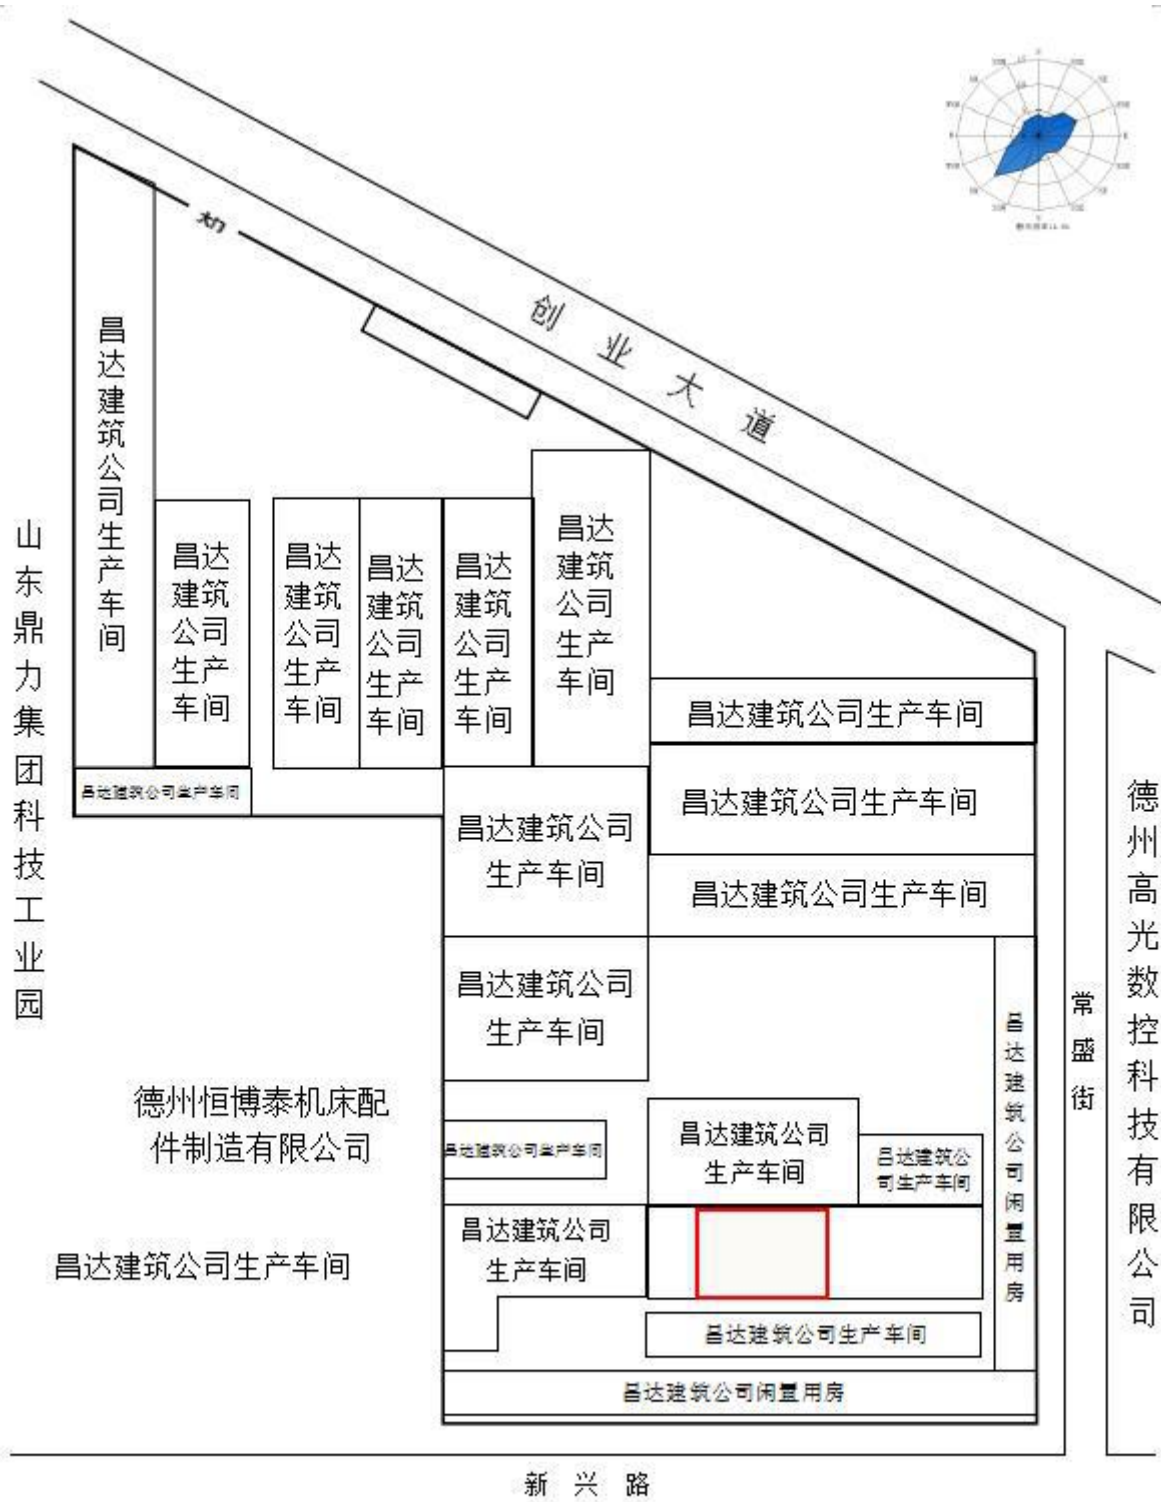 大门
创业大道
昌达建筑公司生产车间
昌达
建筑
公司
生产
车间
昌达
建筑
公司
生产
车间
昌达
建筑
公司
生产
车间
昌达
建筑
公司
生产
车间
昌达
建筑
公司
生产
车间
山东鼎力集团科技工业园
昌达建筑公司生产车间
昌达建筑公司生产车间
昌达建筑公司生产车间
昌达建筑公司生产车间
昌达建筑公司
生产车间
昌达建筑公司
生产车间
昌达建筑公司闲置用房
常盛街
德州高光数控科技有限公司
德州恒博泰机床配
件制造有限公司
昌达建筑公司生产车间
昌达建筑公司
生产车间
昌达建筑公
司生产车间
昌达建筑公司
生产车间
昌达建筑公司生产车间
昌达建筑公司生产车间
昌达建筑公司闲置用房
新兴路